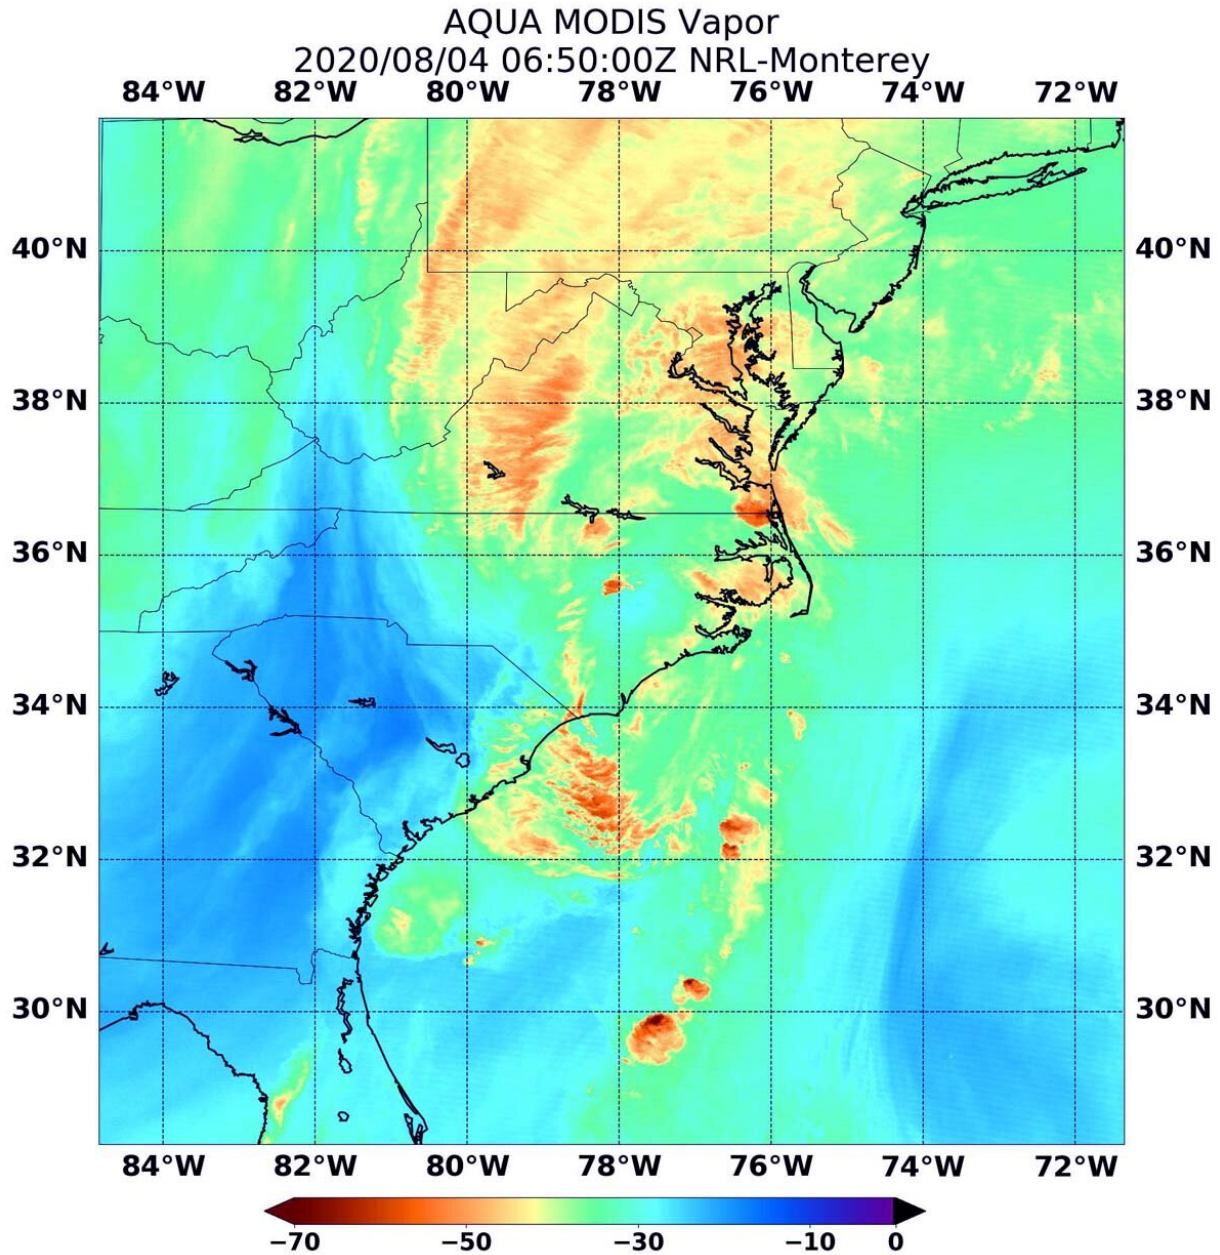 AQUA MODIS Vapor
2020/08/04 06:50:00Z NRL-Monterey
84°W 82°W 80°W 78°W 76°W 74°W 72°W
40°N 40°N
38°N 38°N
36°N 36°N
34°N 34°N
32°N 32°N
30°N 30°N
84°W 82°W 80°W 78°W 76°W 74°W 72°W
−70 −50 −30 −10 0